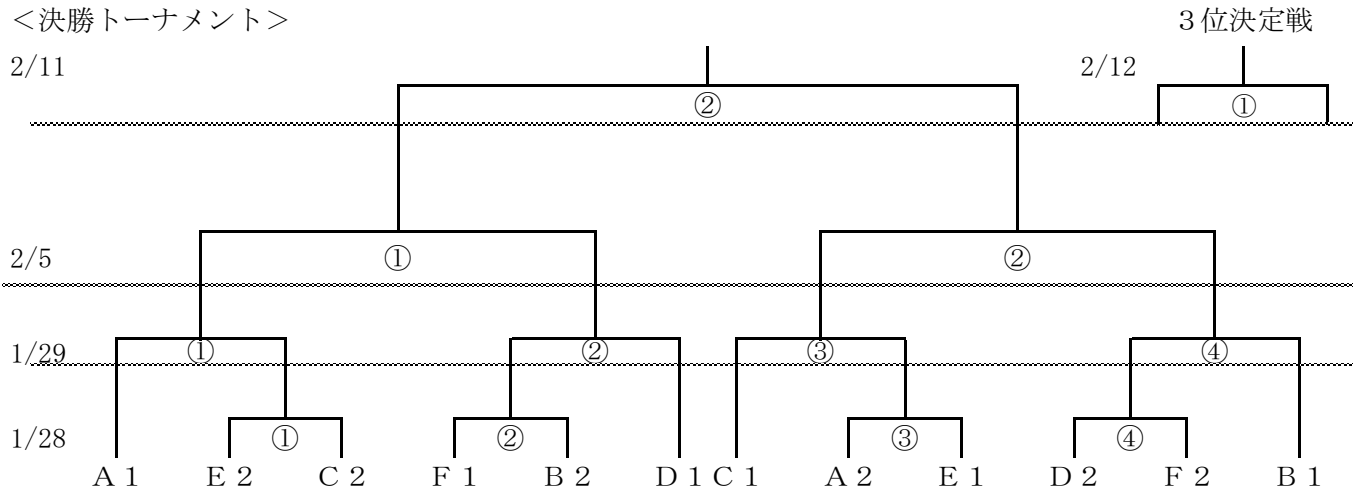 ＜決勝トーナメント＞ ３位決定戦
2/11 2/12
② ①
2/5 ① ②
1/29 ① ② ③ ④
1/28 ① ② ③ ④
Ａ１ Ｅ２ Ｃ２ Ｆ１ Ｂ２ Ｄ１ Ｃ１ Ａ２ Ｅ１ Ｄ２ Ｆ２ Ｂ１